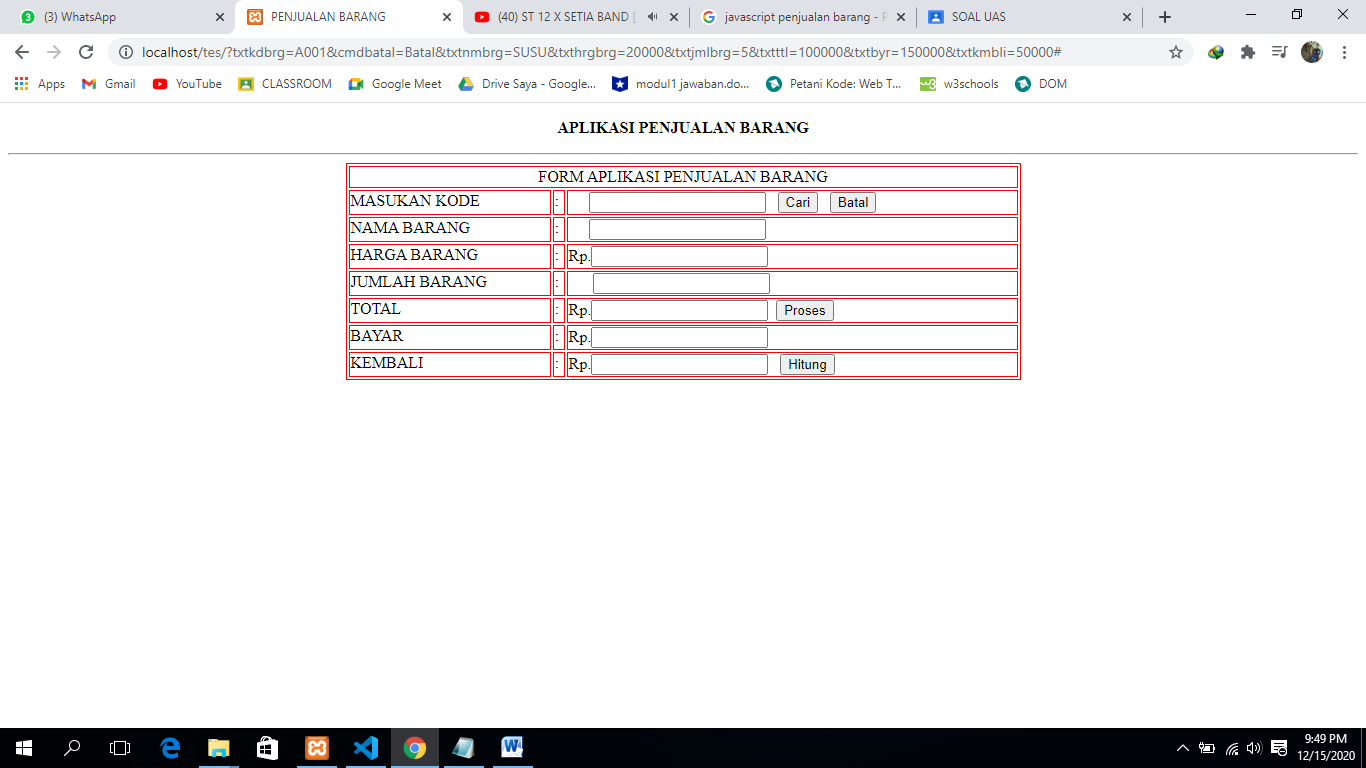 (3) WhatsApp
PENJUALAN BARANG
(40) ST 12 X SETIA BAND [
javascript penjualan barang - P
SOAL UAS
localhost/tes/?txtkdbrg=A001&cmdbatal=Batal&txtnmbrg=SUSU&txthrgbrg=20000&txtjmlbrg=5&txtttl=100000&txtbyr=150000&txtkmbli=50000#
Apps
Gmail
YouTube
CLASSROOM
Google Meet
Drive Saya - Google...
modul1 jawaban.do...
Petani Kode: Web T...
w3schools
DOM
APLIKASI PENJUALAN BARANG
FORM APLIKASI PENJUALAN BARANG
MASUKAN KODE : Cari Batal
NAMA BARANG :
HARGA BARANG : Rp.
JUMLAH BARANG :
TOTAL : Rp. Proses
BAYAR : Rp.
KEMBALI : Rp. Hitung
9:49 PM
12/15/2020